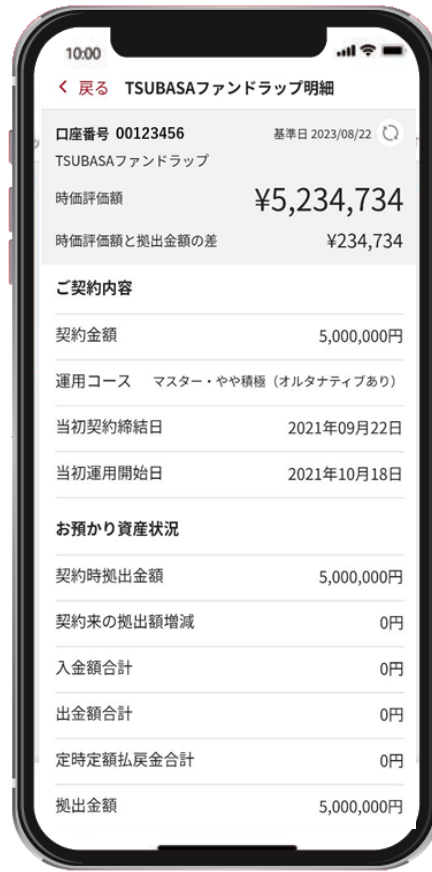 10:00
戻る TSUBASAファンドラップ明細
口座番号 00123456 基準日 2023/08/22
TSUBASAファンドラップ
時価評価額 ¥5,234,734
時価評価額と拠出金額の差 ¥234,734
ご契約内容
契約金額 5,000,000円
運用コース マスター・やや積極（オルタナティブあり）
当初契約締結日 2021年09月22日
当初運用開始日 2021年10月18日
お預かり資産状況
契約時拠出金額 5,000,000円
契約来の拠出額増減 0円
入金額合計 0円
出金額合計 0円
定時定額払戻金合計 0円
拠出金額 5,000,000円